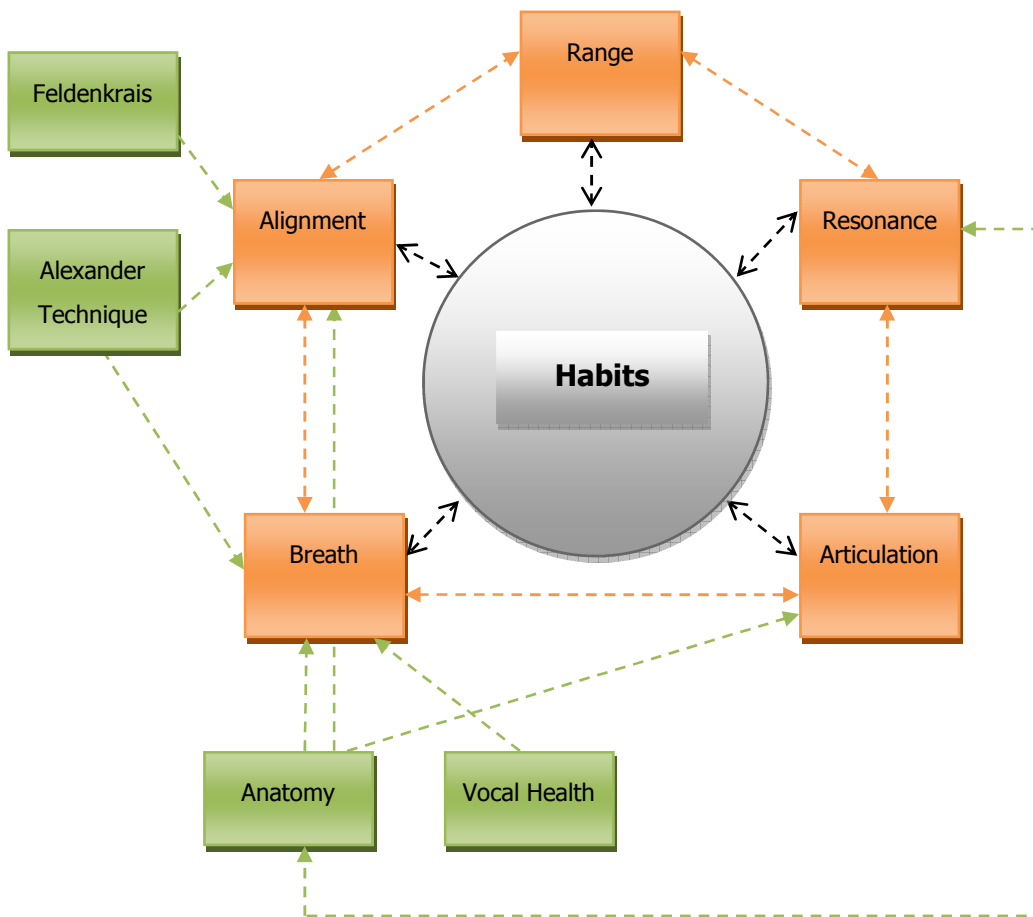 Range
Feldenkrais
Alignment
Resonance
Alexander
Technique
Habits
Breath
Articulation
Anatomy
Vocal Health